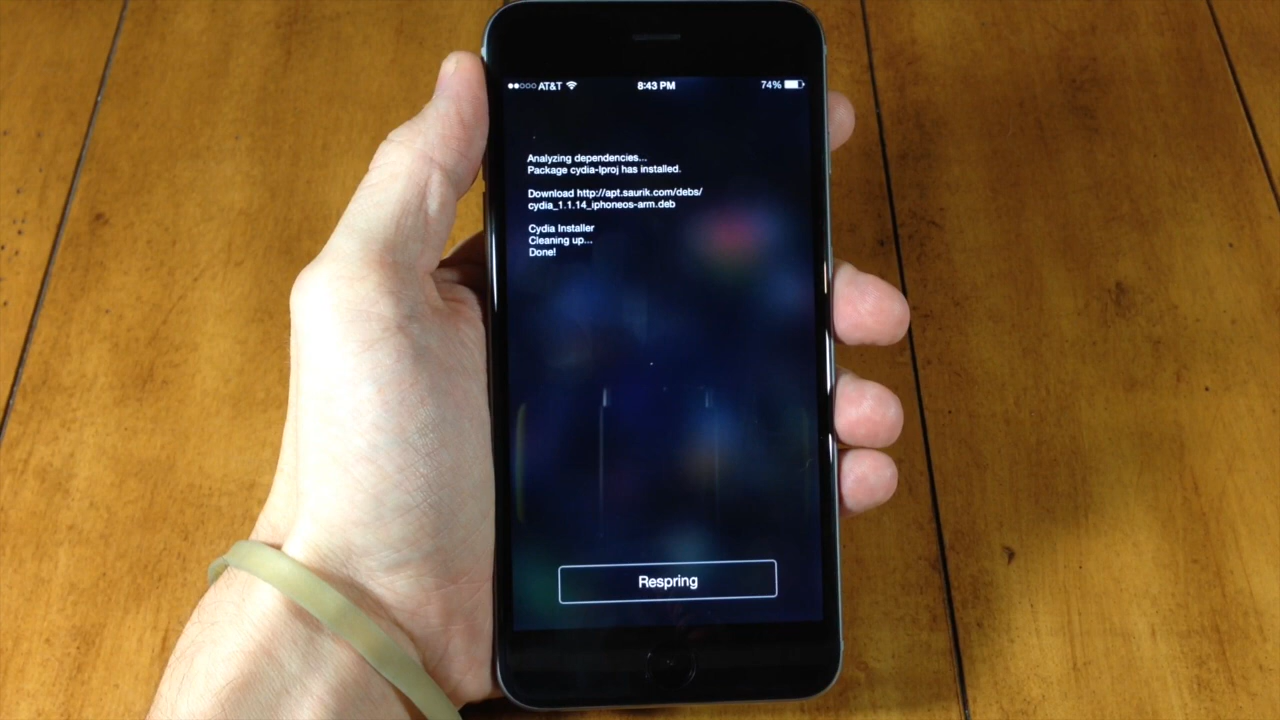 AT&T 8:43 PM 74%
Analyzing dependencies...
Package cydia-lproj has installed.
Download http://apt.saurik.com/debs/
cydia_1.1.14_iphoneos-arm.deb
Cydia Installer
Cleaning up...
Done!
Respring